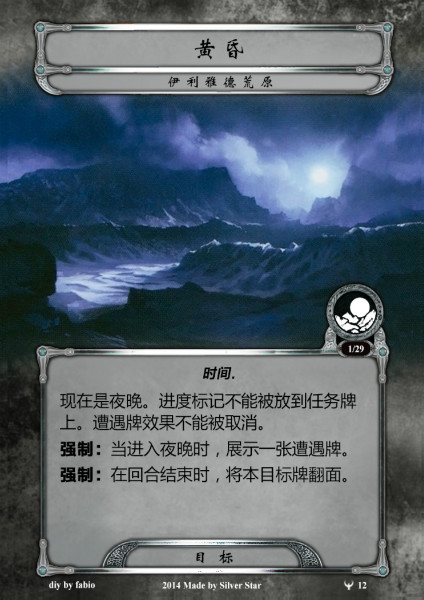 黄昏
伊利雅德荒原
1/29
时间.
现在是夜晚。进度标记不能被放到任务牌
上。遭遇牌效果不能被取消。
强制：当进入夜晚时，展示一张遭遇牌。
强制：在回合结束时，将本目标牌翻面。
目标
diy by fabio 2014 Made by Silver Star 12